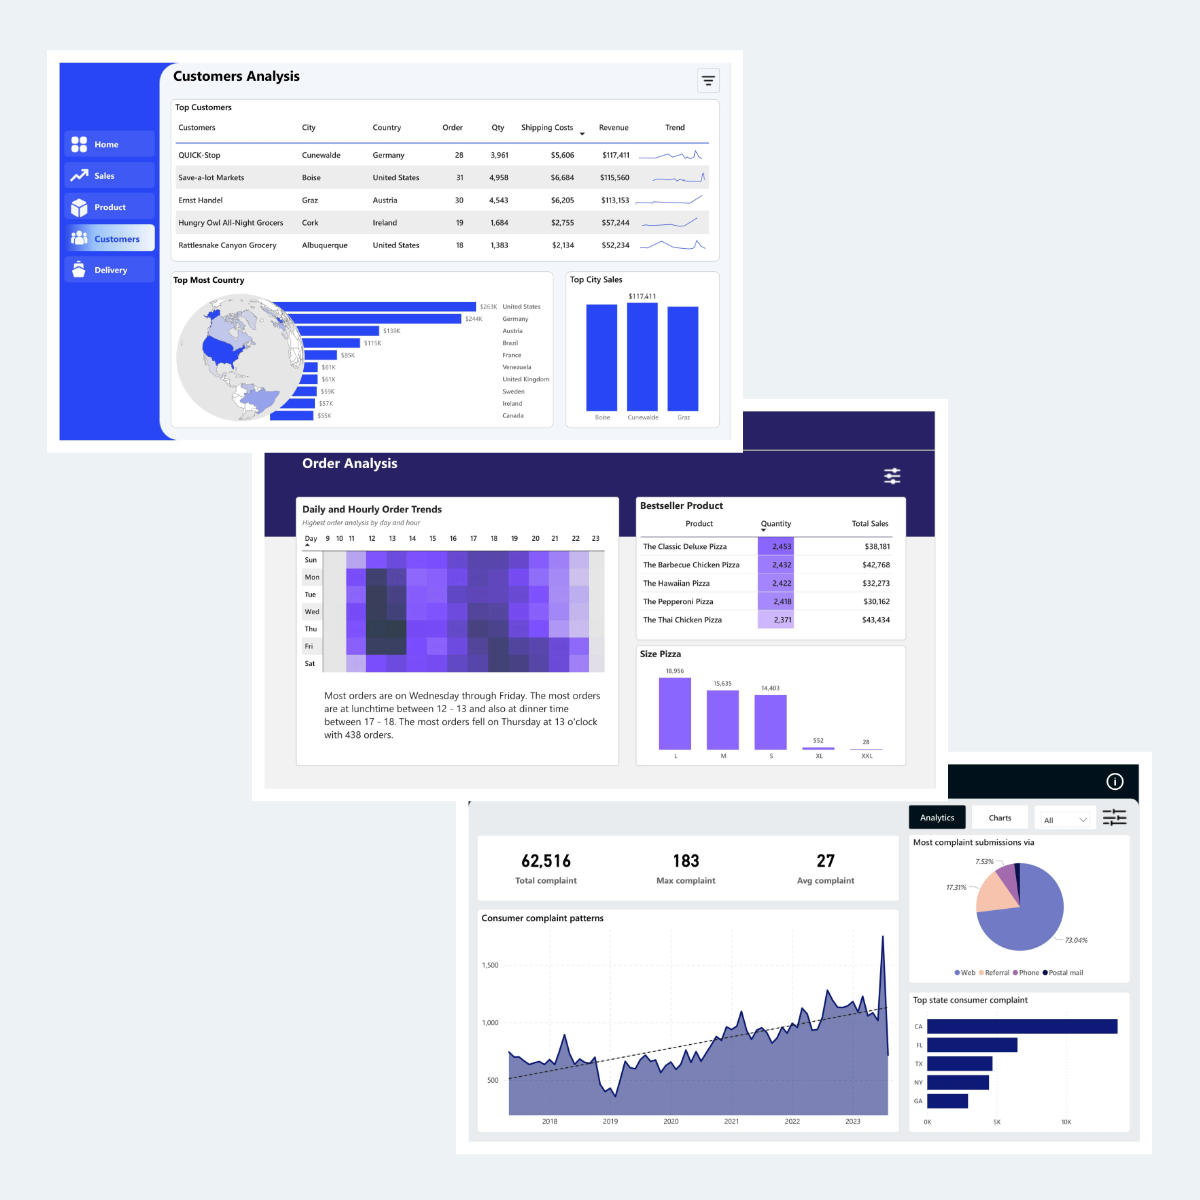 Customers Analysis
Home
Sales
Product
Customers
Delivery
Top Customers
Customers City Country Order Qty Shipping Costs Revenue Trend
QUICK-Stop Cunewalde Germany 28 3,961 $5,606 $117,411
Save-a-lot Markets Boise United States 31 4,958 $6,684 $115,560
Ernst Handel Graz Austria 30 4,543 $6,205 $113,153
Hungry Owl All-Night Grocers Cork Ireland 19 1,684 $2,755 $57,244
Rattlesnake Canyon Grocery Albuquerque United States 18 1,383 $2,134 $52,234
Top Most Country
$263K United States
$244K Germany
$139K Austria
$115K Brazil
$85K France
$61K Venezuela
$61K United Kingdom
$59K Sweden
$57K Ireland
$55K Canada
Top City Sales
$117,411
Boise Cunewalde Graz
Order Analysis
Daily and Hourly Order Trends
Highest order analysis by day and hour
Day 9 10 11 12 13 14 15 16 17 18 19 20 21 22 23
Sun
Mon
Tue
Wed
Thu
Fri
Sat
Most orders are on Wednesday through Friday. The most orders
are at lunchtime between 12 - 13 and also at dinner time
between 17 - 18. The most orders fell on Thursday at 13 o'clock
with 438 orders.
Bestseller Product
Product Quantity Total Sales
The Classic Deluxe Pizza 2,453 $38,181
The Barbecue Chicken Pizza 2,432 $42,768
The Hawaiian Pizza 2,422 $32,273
The Pepperoni Pizza 2,418 $30,162
The Thai Chicken Pizza 2,371 $43,434
Size Pizza
18,956
15,635
14,403
552
28
L M S XL XXL
Analytics Charts All
62,516 183 27
Total complaint Max complaint Avg complaint
Consumer complaint patterns
1,500
1,000
500
2018 2019 2020 2021 2022 2023
Most complaint submissions via
7.53%
17.31%
73.04%
Web Referral Phone Postal mail
Top state consumer complaint
CA
FL
TX
NY
GA
0K 5K 10K